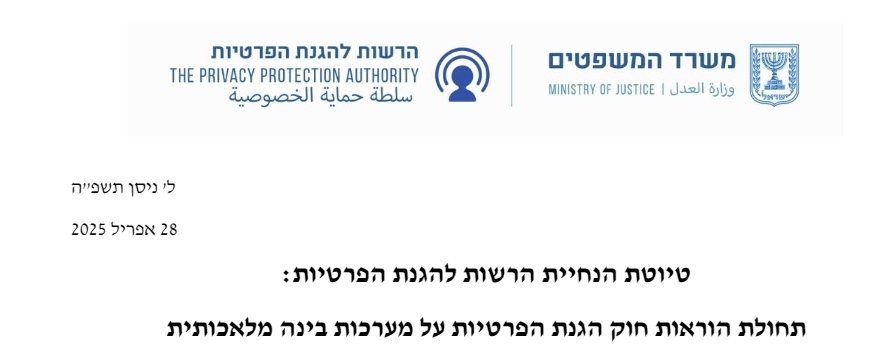 משרד המשפטים
MINISTRY OF JUSTICE | وزارة العدل
הרשות להגנת הפרטיות
THE PRIVACY PROTECTION AUTHORITY
سلطة حماية الخصوصية
ל' ניסן תשפ"ה
28 אפריל 2025
טיוטת הנחיית הרשות להגנת הפרטיות:
תחולת הוראות חוק הגנת הפרטיות על מערכות בינה מלאכותית